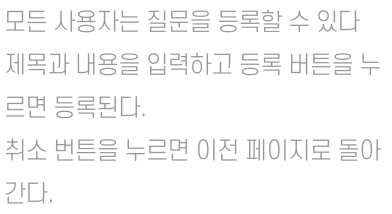 모든 사용자는 질문을 등록할 수 있다
제목과 내용을 입력하고 등록 버튼을 누
르면 등록된다.
취소 번튼을 누르면 이전 페이지로 돌아
간다.